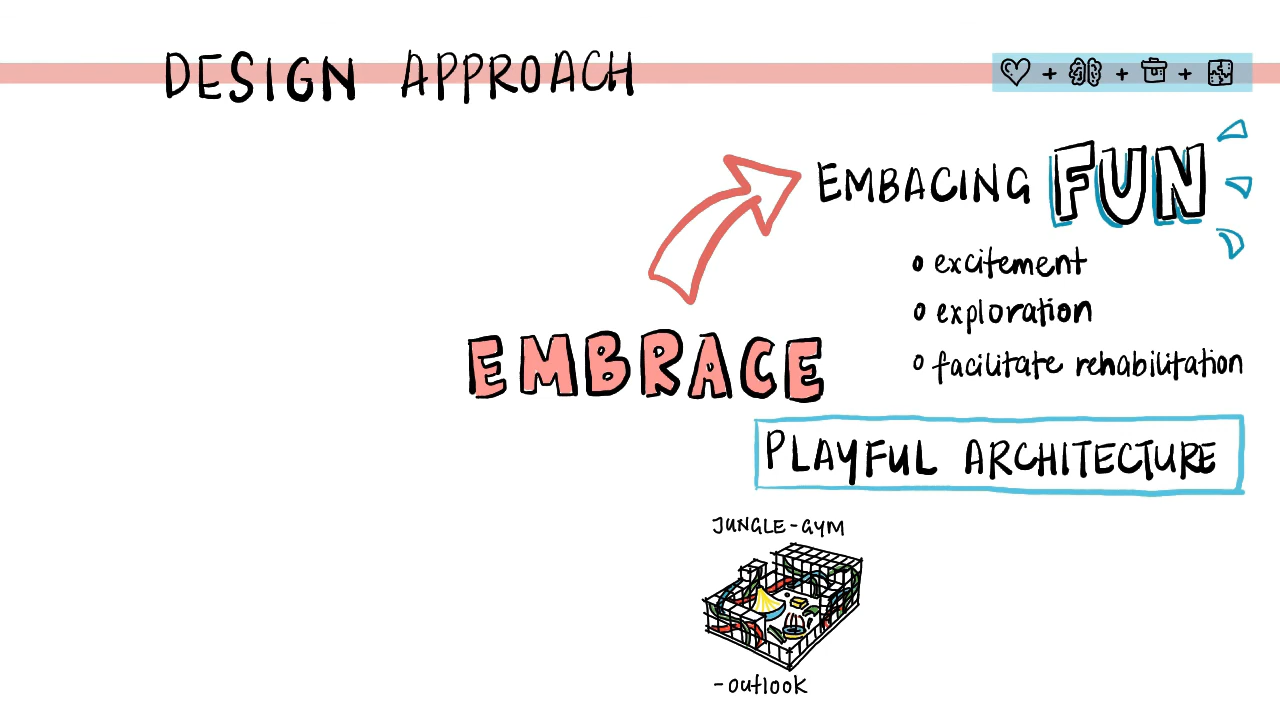 DESIGN APPROACH
+ + +
EMBACING FUN
• excitement
• exploration
• facilitate rehabilitation
EMBRACE
PLAYFUL ARCHITECTURE
JUNGLE-GYM
-outlook